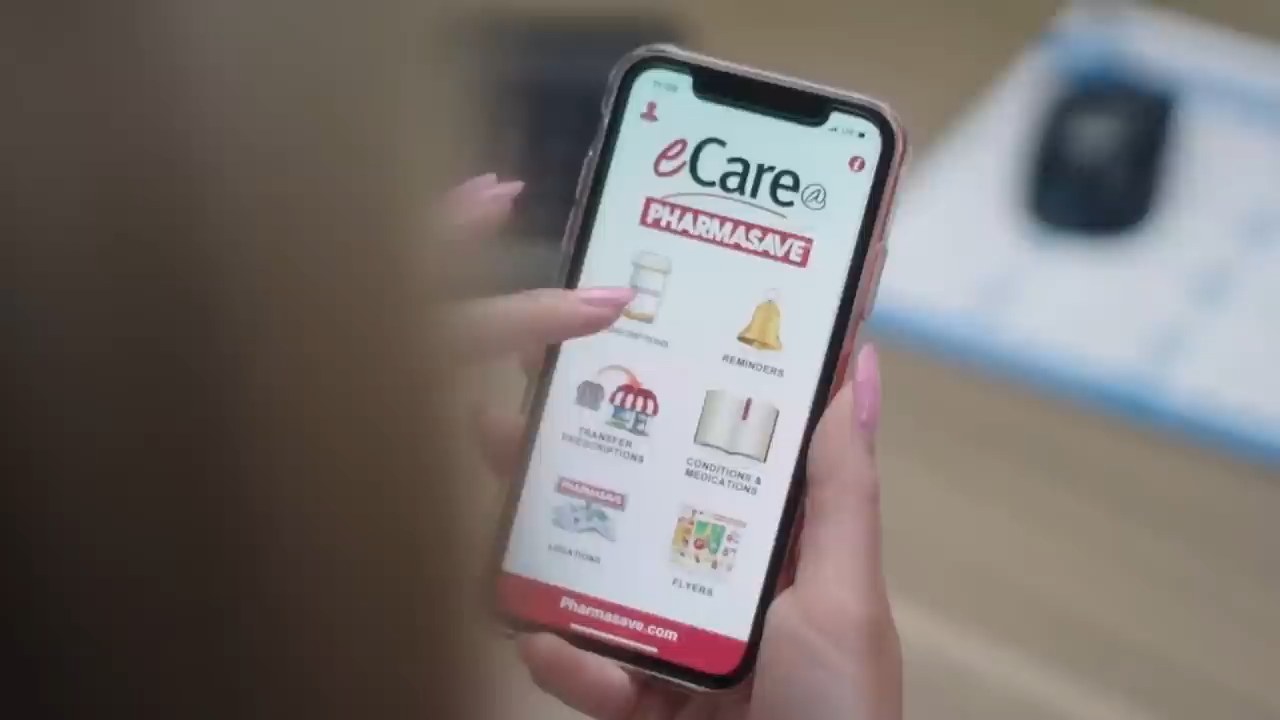 eCare@
PHARMASAVE
REMINDERS
TRANSFER
PRESCRIPTIONS
CONDITIONS &
MEDICATIONS
PHARMASAVE
LOCATIONS
FLYERS
Pharmasave.com